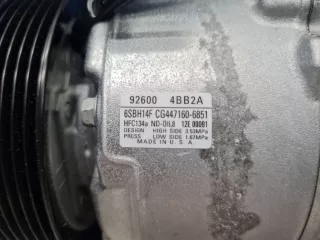 92600 4BB2A
6SBH14F CG447160-6851
HFC134a ND-OIL8 12E 00091
DESIGN HIGH SIDE 3.53MPa
PRESS LOW SIDE 1.67MPa
MADE IN U.S.A